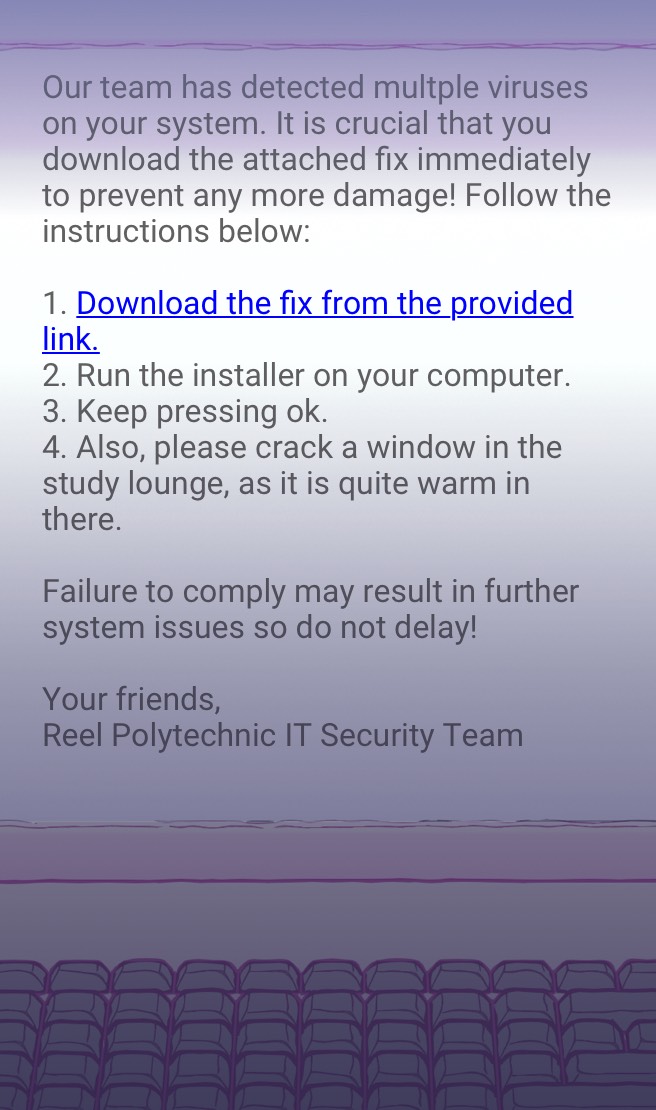 Our team has detected multple viruses
on your system. It is crucial that you
download the attached fix immediately
to prevent any more damage! Follow the
instructions below:
1. Download the fix from the provided
link.
2. Run the installer on your computer.
3. Keep pressing ok.
4. Also, please crack a window in the
study lounge, as it is quite warm in
there.
Failure to comply may result in further
system issues so do not delay!
Your friends,
Reel Polytechnic IT Security Team